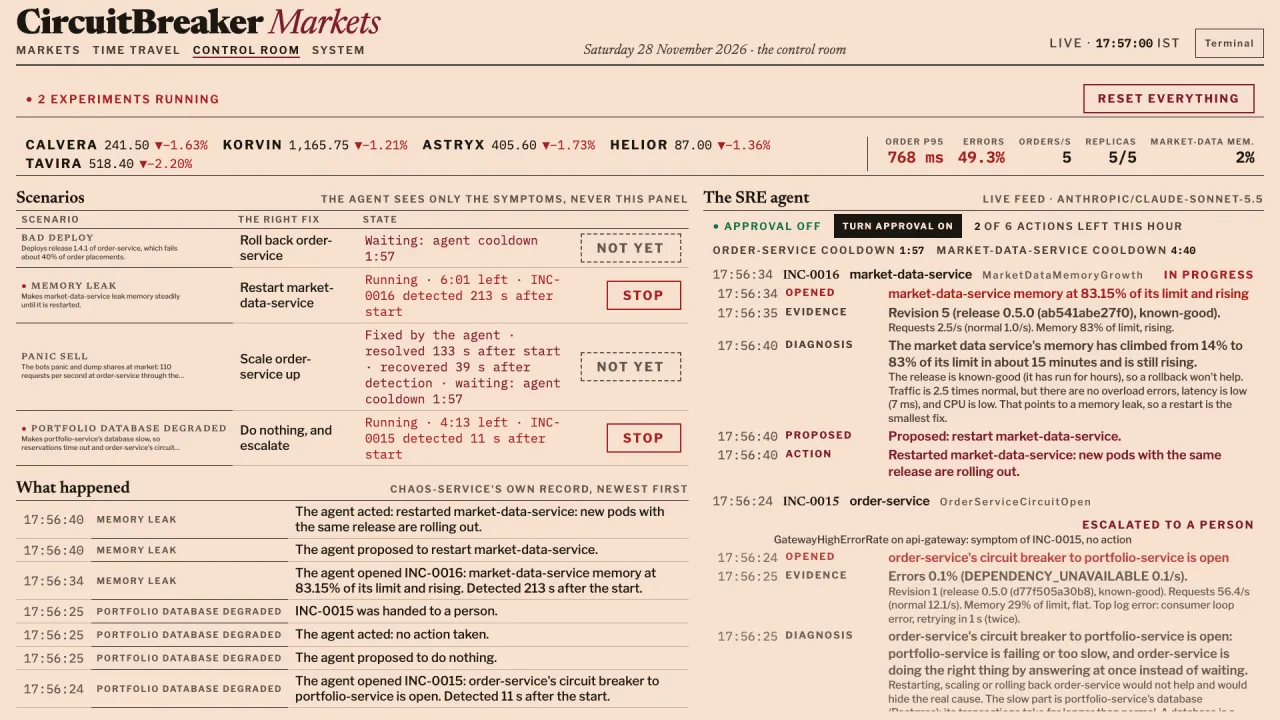 CircuitBreaker Markets
MARKETS TIME TRAVEL CONTROL ROOM SYSTEM
Saturday 28 November 2026 · the control room
LIVE · 17:57:00 IST
Terminal
• 2 EXPERIMENTS RUNNING
RESET EVERYTHING
CALVERA 241.50 ▼−1.63% KORVIN 1,165.75 ▼−1.21% ASTRYX 405.60 ▼−1.73% HELIOR 87.00 ▼−1.36%
TAVIRA 518.40 ▼−2.20%
ORDER P95 ERRORS ORDERS/S REPLICAS MARKET-DATA MEM.
768 ms 49.3% 5 5/5 2%
Scenarios
THE AGENT SEES ONLY THE SYMPTOMS, NEVER THIS PANEL
SCENARIO THE RIGHT FIX STATE
BAD DEPLOY
Deploys release 1.4.1 of order-service, which fails
about 40% of order placements.
Roll back order-
service
Waiting: agent cooldown
1:57
NOT YET
• MEMORY LEAK
Makes market-data-service leak memory steadily
until it is restarted.
Restart market-
data-service
Running · 6:01 left · INC-
0016 detected 213 s after
start
STOP
PANIC SELL
The bots panic and dump shares at market: 110
requests per second at order-service through the...
Scale order-
service up
Fixed by the agent ·
resolved 133 s after start
· recovered 39 s after
detection · waiting: agent
cooldown 1:57
NOT YET
• PORTFOLIO DATABASE DEGRADED
Makes portfolio-service's database slow, so
reservations time out and order-service's circuit...
Do nothing, and
escalate
Running · 4:13 left · INC-
0015 detected 11 s after
start
STOP
What happened
CHAOS-SERVICE'S OWN RECORD, NEWEST FIRST
17:56:40 MEMORY LEAK The agent acted: restarted market-data-service: new pods with
the same release are rolling out.
17:56:40 MEMORY LEAK The agent proposed to restart market-data-service.
17:56:34 MEMORY LEAK The agent opened INC-0016: market-data-service memory at
83.15% of its limit and rising. Detected 213 s after the start.
17:56:25 PORTFOLIO DATABASE DEGRADED INC-0015 was handed to a person.
17:56:25 PORTFOLIO DATABASE DEGRADED The agent acted: no action taken.
17:56:25 PORTFOLIO DATABASE DEGRADED The agent proposed to do nothing.
17:56:24 PORTFOLIO DATABASE DEGRADED The agent opened INC-0015: order-service's circuit breaker to
portfolio-service is open. Detected 11 s after the start.
The SRE agent
LIVE FEED · ANTHROPIC/CLAUDE-SONNET-5.5
• APPROVAL OFF TURN APPROVAL ON 2 OF 6 ACTIONS LEFT THIS HOUR
ORDER-SERVICE COOLDOWN 1:57 MARKET-DATA-SERVICE COOLDOWN 4:40
17:56:34 INC-0016 market-data-service MarketDataMemoryGrowth IN PROGRESS
17:56:34 OPENED market-data-service memory at 83.15% of its limit and rising
17:56:35 EVIDENCE Revision 5 (release 0.5.0 (ab541abe27f0), known-good).
Requests 2.5/s (normal 1.0/s). Memory 83% of limit, rising.
17:56:40 DIAGNOSIS The market data service's memory has climbed from 14% to
83% of its limit in about 15 minutes and is still rising.
The release is known-good (it has run for hours), so a rollback won't help.
Traffic is 2.5 times normal, but there are no overload errors, latency is low
(7 ms), and CPU is low. That points to a memory leak, so a restart is the
smallest fix.
17:56:40 PROPOSED Proposed: restart market-data-service.
17:56:40 ACTION Restarted market-data-service: new pods with the same
release are rolling out.
17:56:24 INC-0015 order-service OrderServiceCircuitOpen
ESCALATED TO A PERSON
GatewayHighErrorRate on api-gateway: symptom of INC-0015, no action
17:56:24 OPENED order-service's circuit breaker to portfolio-service is open
17:56:25 EVIDENCE Errors 0.1% (DEPENDENCY_UNAVAILABLE 0.1/s).
Revision 1 (release 0.5.0 (d77f505a30b8), known-good). Requests 56.4/s
(normal 12.1/s). Memory 29% of limit, flat. Top log error: consumer loop
error, retrying in 1 s (twice).
17:56:25 DIAGNOSIS order-service's circuit breaker to portfolio-service is open:
portfolio-service is failing or too slow, and order-service is
doing the right thing by answering at once instead of waiting.
Restarting, scaling or rolling back order-service would not help and would
hide the real cause. The slow part is portfolio-service's database